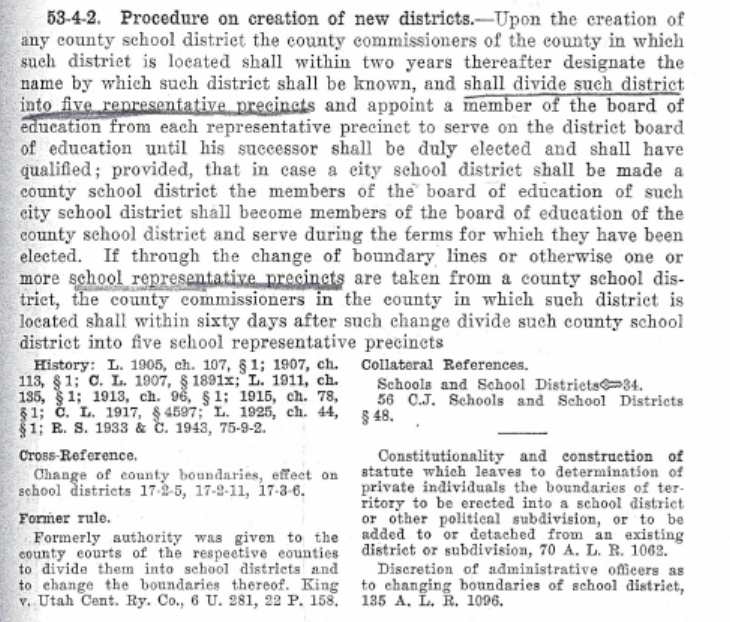 53-4-2. Procedure on creation of new districts.—Upon the creation of
any county school district the county commissioners of the county in which
such district is located shall within two years thereafter designate the
name by which such district shall be known, and shall divide such district
into five representative precincts and appoint a member of the board of
education from each representative precinct to serve on the district board
of education until his successor shall be duly elected and shall have
qualified; provided, that in case a city school district shall be made a
county school district the members of the board of education of such
city school district shall become members of the board of education of the
county school district and serve during the terms for which they have been
elected. If through the change of boundary lines or otherwise one or
more school representative precincts are taken from a county school dis-
trict, the county commissioners in the county in which such district is
located shall within sixty days after such change divide such county school
district into five school representative precincts
History: L. 1905, ch. 107, § 1; 1907, ch.
113, § 1; C. L. 1907, § 1891x; L. 1911, ch.
135, § 1; 1913, ch. 96, § 1; 1915, ch. 78,
§ 1; C. L. 1917, § 4597; L. 1925, ch. 44,
§ 1; R. S. 1933 & C. 1943, 75-9-2.
Cross-Reference.
Change of county boundaries, effect on
school districts 17-2-5, 17-2-11, 17-3-6.
Former rule.
Formerly authority was given to the
county courts of the respective counties
to divide them into school districts and
to change the boundaries thereof. King
v. Utah Cent. Ry. Co., 6 U. 281, 22 P. 158.
Collateral References.
Schools and School Districts⚿34.
56 C.J. Schools and School Districts
§ 48.
Constitutionality and construction of
statute which leaves to determination of
private individuals the boundaries of ter-
ritory to be erected into a school district
or other political subdivision, or to be
added to or detached from an existing
district or subdivision, 70 A. L. R. 1062.
Discretion of administrative officers as
to changing boundaries of school district,
135 A. L. R. 1096.